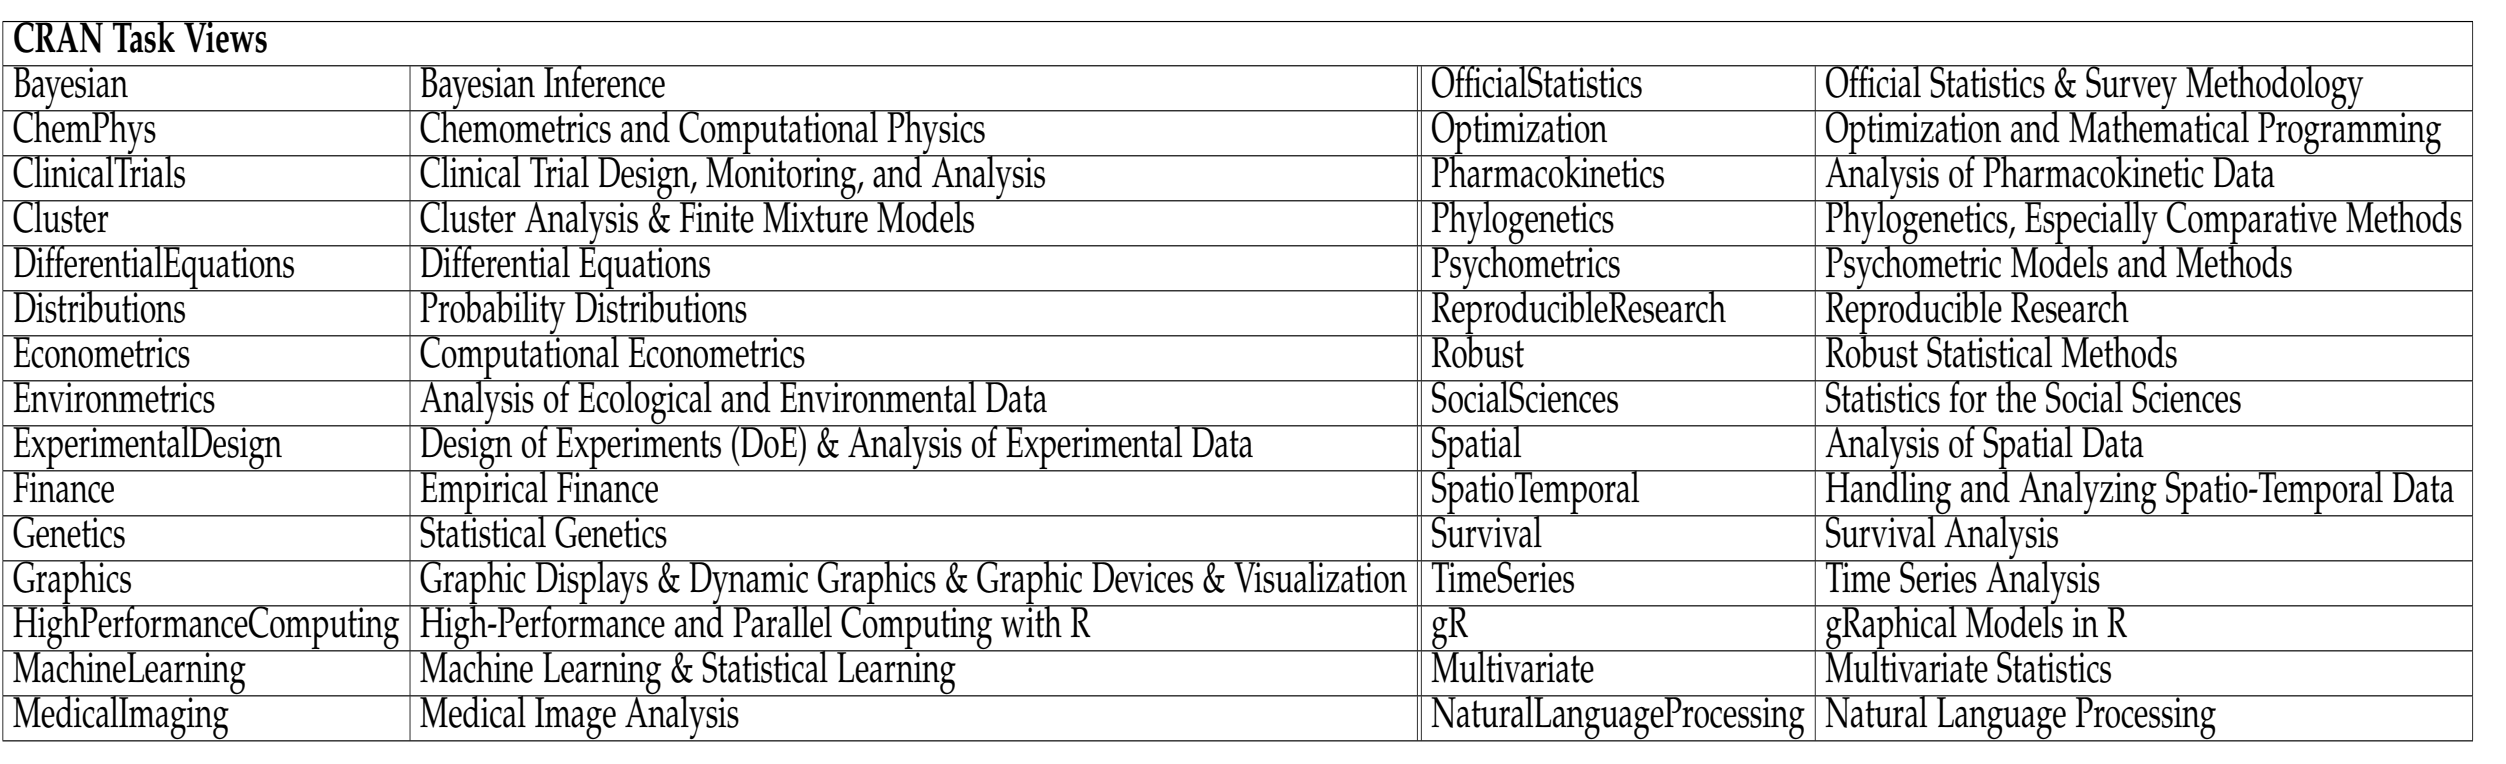 CRAN Task Views
Bayesian Bayesian Inference OfficialStatistics Official Statistics & Survey Methodology
ChemPhys Chemometrics and Computational Physics Optimization Optimization and Mathematical Programming
ClinicalTrials Clinical Trial Design, Monitoring, and Analysis Pharmacokinetics Analysis of Pharmacokinetic Data
Cluster Cluster Analysis & Finite Mixture Models Phylogenetics Phylogenetics, Especially Comparative Methods
DifferentialEquations Differential Equations Psychometrics Psychometric Models and Methods
Distributions Probability Distributions ReproducibleResearch Reproducible Research
Econometrics Computational Econometrics Robust Robust Statistical Methods
Environmetrics Analysis of Ecological and Environmental Data SocialSciences Statistics for the Social Sciences
ExperimentalDesign Design of Experiments (DoE) & Analysis of Experimental Data Spatial Analysis of Spatial Data
Finance Empirical Finance SpatioTemporal Handling and Analyzing Spatio-Temporal Data
Genetics Statistical Genetics Survival Survival Analysis
Graphics Graphic Displays & Dynamic Graphics & Graphic Devices & Visualization TimeSeries Time Series Analysis
HighPerformanceComputing High-Performance and Parallel Computing with R gR gRaphical Models in R
MachineLearning Machine Learning & Statistical Learning Multivariate Multivariate Statistics
MedicalImaging Medical Image Analysis NaturalLanguageProcessing Natural Language Processing